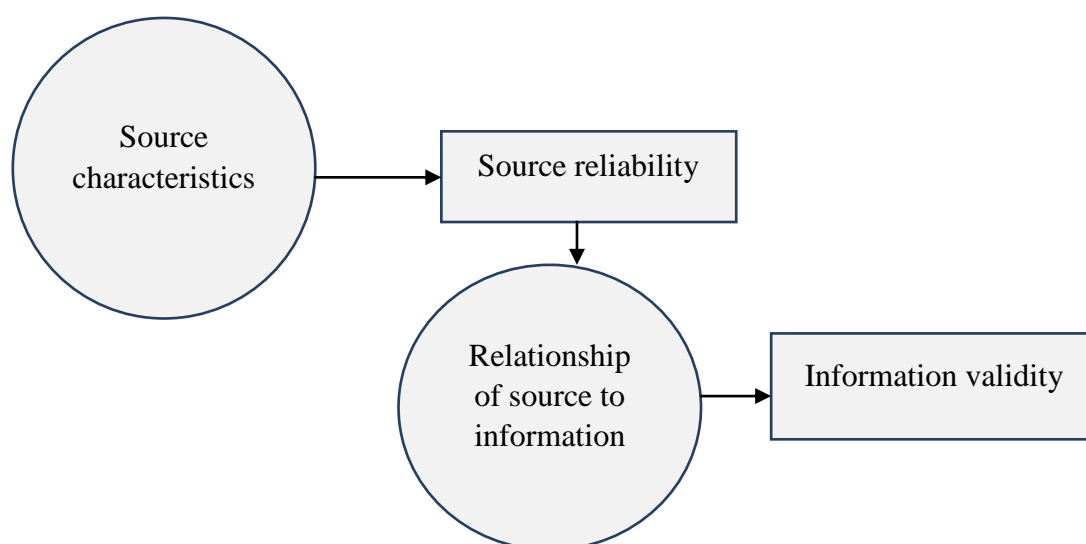 Source
characteristics
Source reliability
Relationship
of source to
information
Information validity